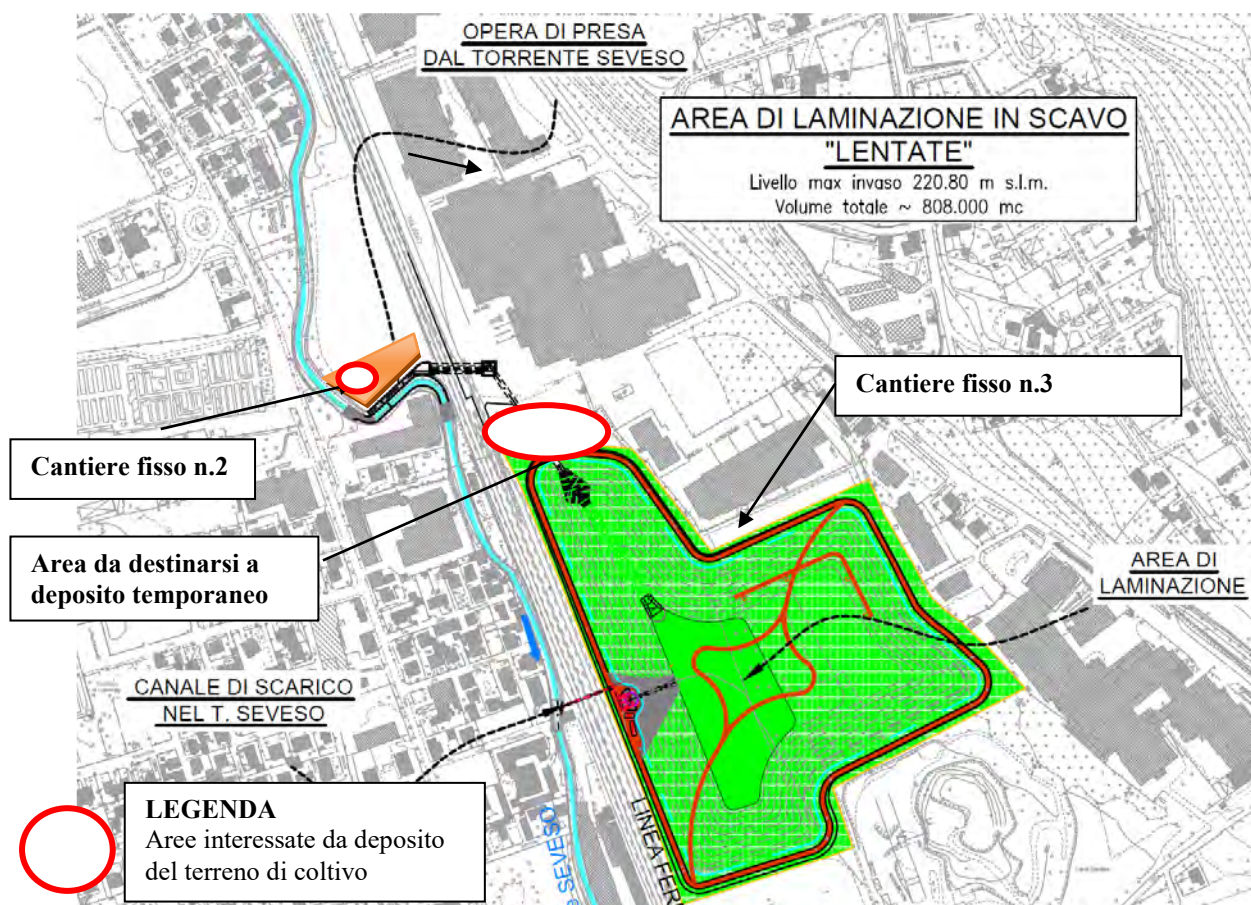 OPERA DI PRESA
DAL TORRENTE SEVESO
AREA DI LAMINAZIONE IN SCAVO
"LENTATE"
Livello max invaso 220.80 m s.l.m.
Volume totale ~ 808.000 mc
Cantiere fisso n.3
Cantiere fisso n.2
Area da destinarsi a
deposito temporaneo
AREA DI
LAMINAZIONE
CANALE DI SCARICO
NEL T. SEVESO
LEGENDA
Aree interessate da deposito
del terreno di coltivo
e SEVESO
LINEA FER